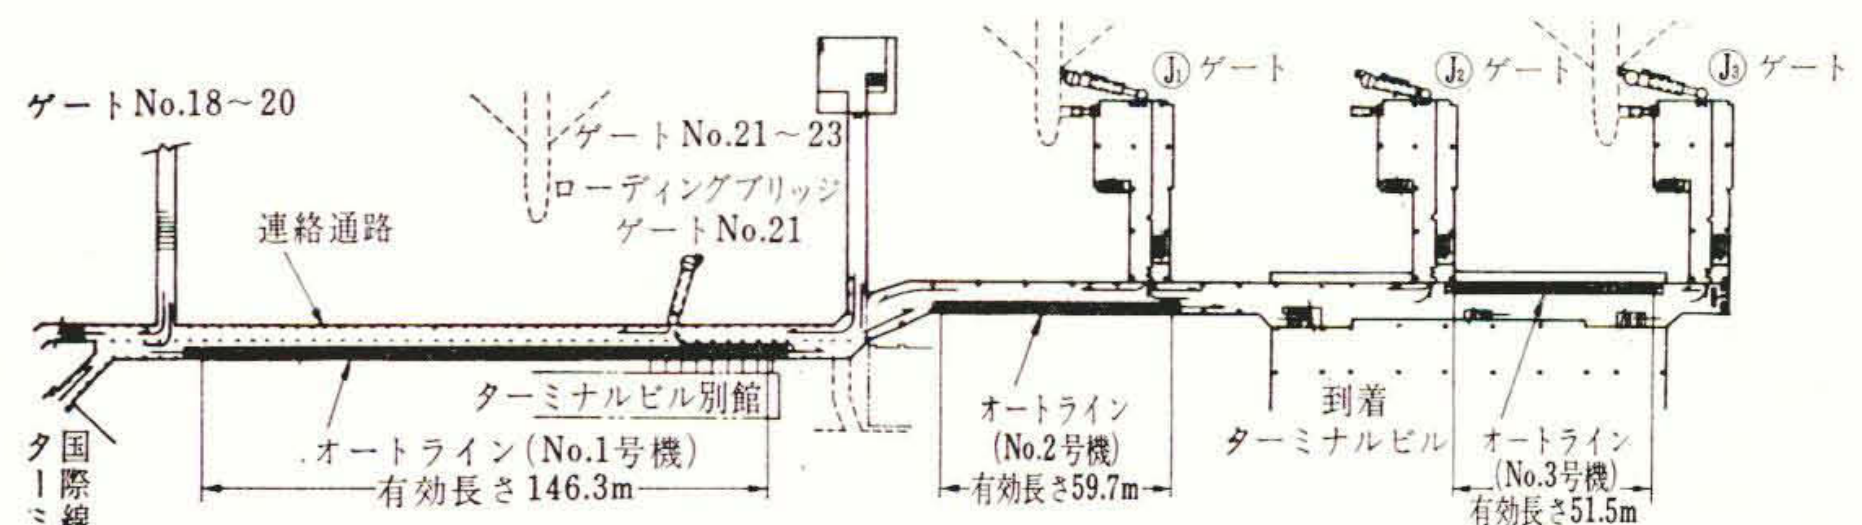 ゲートNo.18～20
ゲートNo.21～23
ローディングブリッジ
ゲートNo.21
連絡通路
J₁ ゲート
J₂ ゲート
J₃ ゲート
ターミナルビル別館
オートライン(No.1号機)
有効長さ146.3m
オートライン
(No.2号機)
有効長さ59.7m
到着
ターミナルビル
オートライン
(No.3号機)
有効長さ51.5m
国際線
ターミ